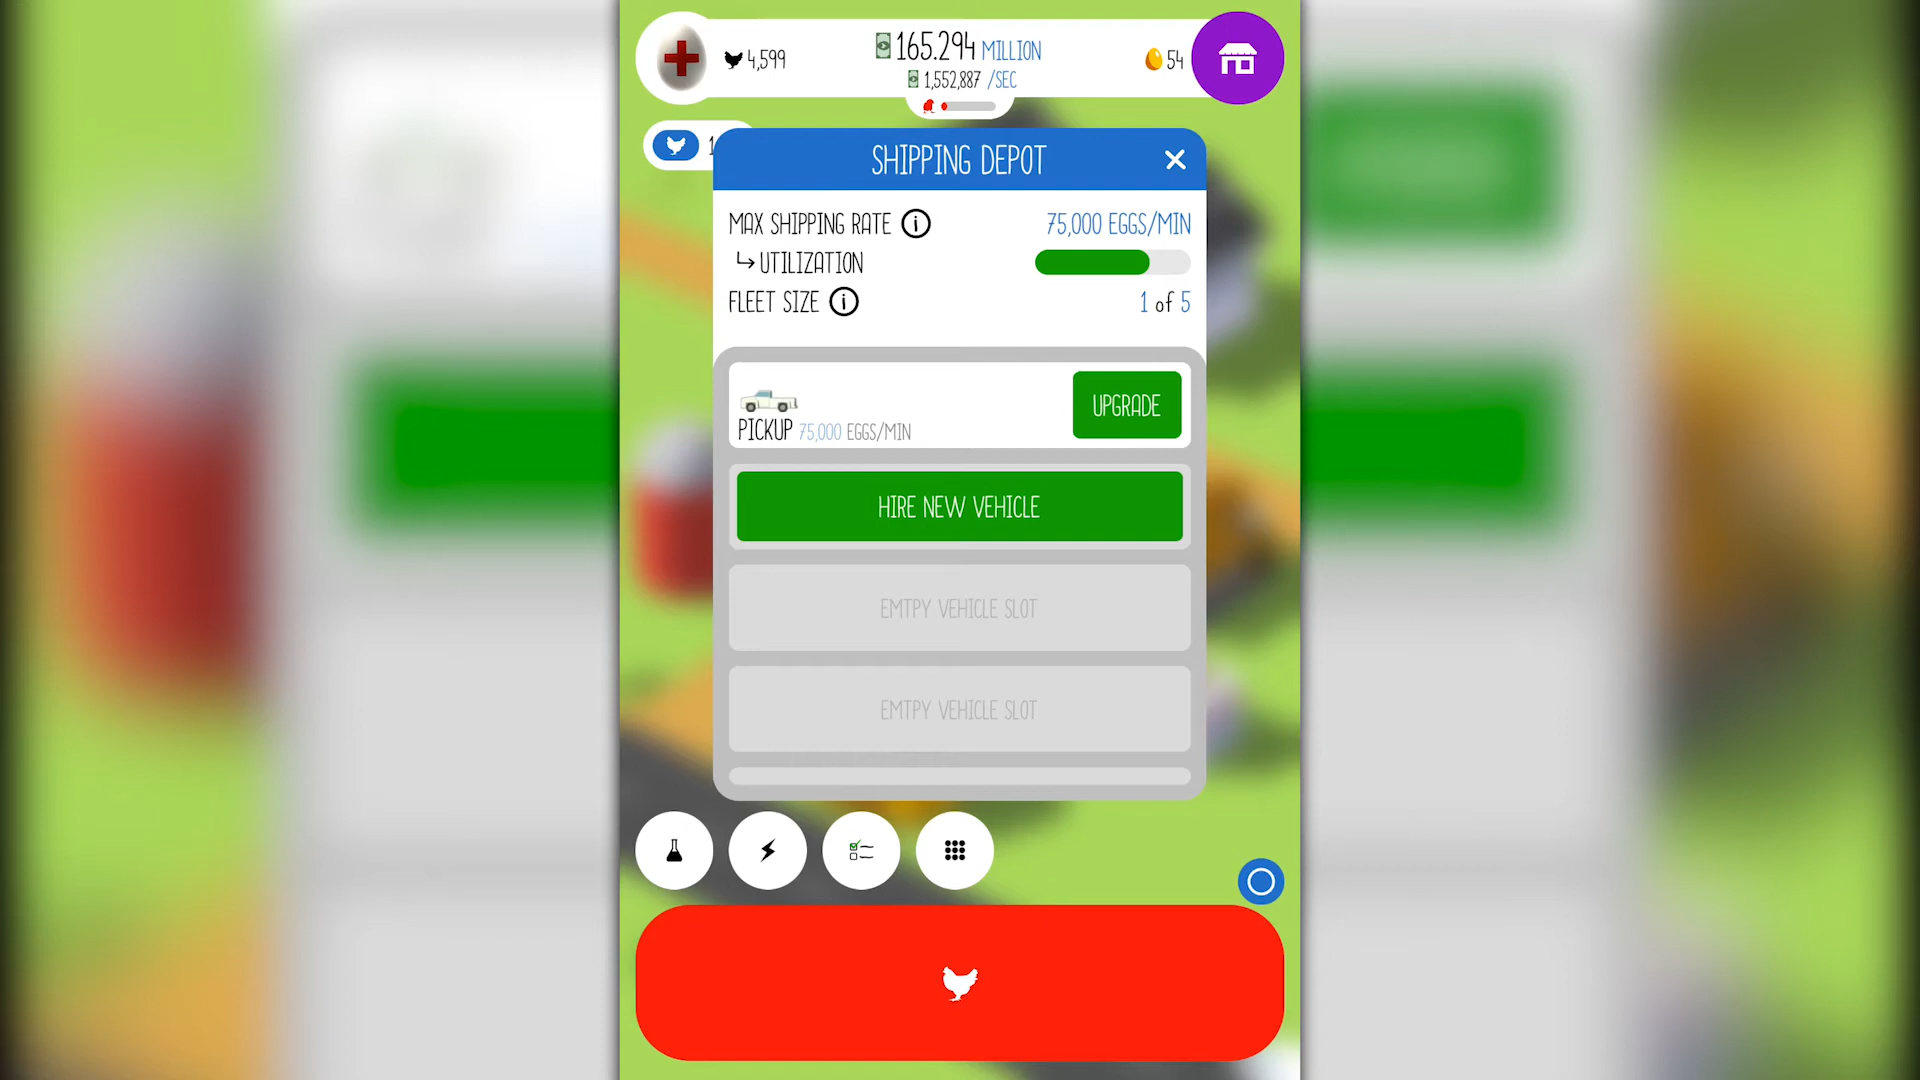 4,599
165.294 MILLION
1,552,887 /SEC
54
1
SHIPPING DEPOT
MAX SHIPPING RATE i 75,000 EGGS/MIN
UTILIZATION
FLEET SIZE i 1 of 5
PICKUP 75,000 EGGS/MIN
UPGRADE
HIRE NEW VEHICLE
EMTPY VEHICLE SLOT
EMTPY VEHICLE SLOT